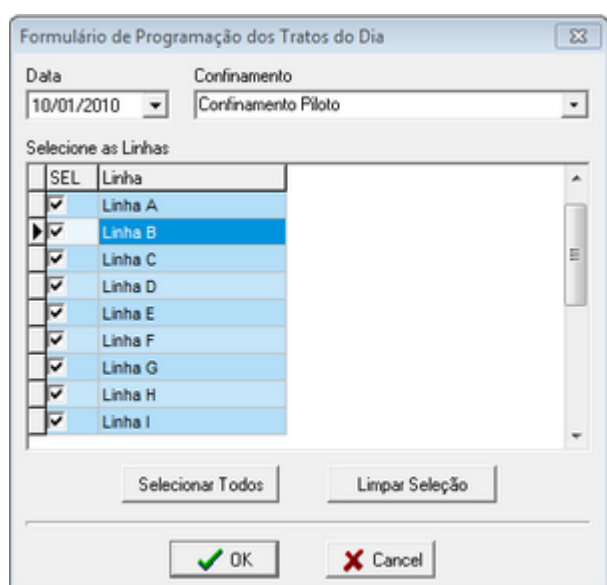 Formulário de Programação dos Tratos do Dia
Data Confinamento
10/01/2010 Confinamento Piloto
Selecione as Linhas
SEL Linha
Linha A
Linha B
Linha C
Linha D
Linha E
Linha F
Linha G
Linha H
Linha I
Selecionar Todos Limpar Seleção
OK Cancel